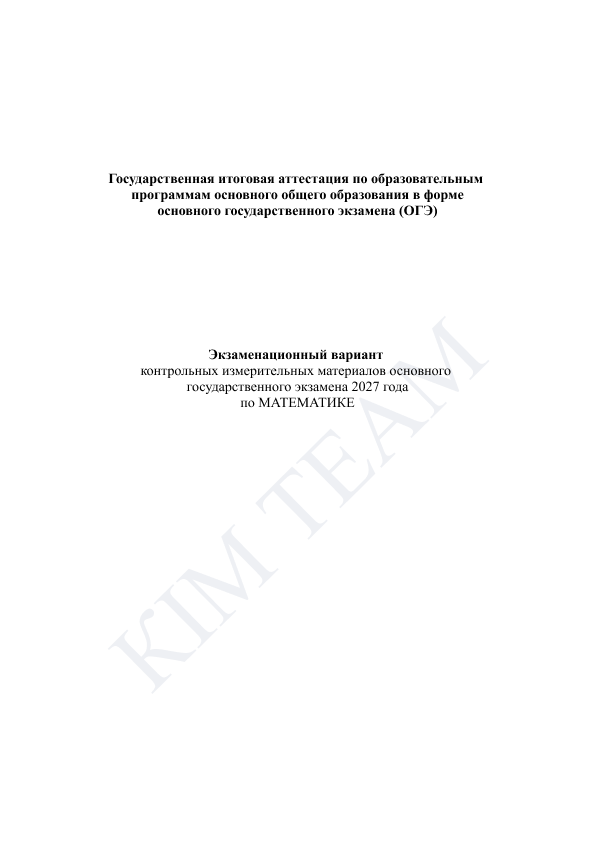 Государственная итоговая аттестация по образовательным
программам основного общего образования в форме
основного государственного экзамена (ОГЭ)
Экзаменационный вариант
контрольных измерительных материалов основного
государственного экзамена 2027 года
по МАТЕМАТИКЕ
KIM TEAM